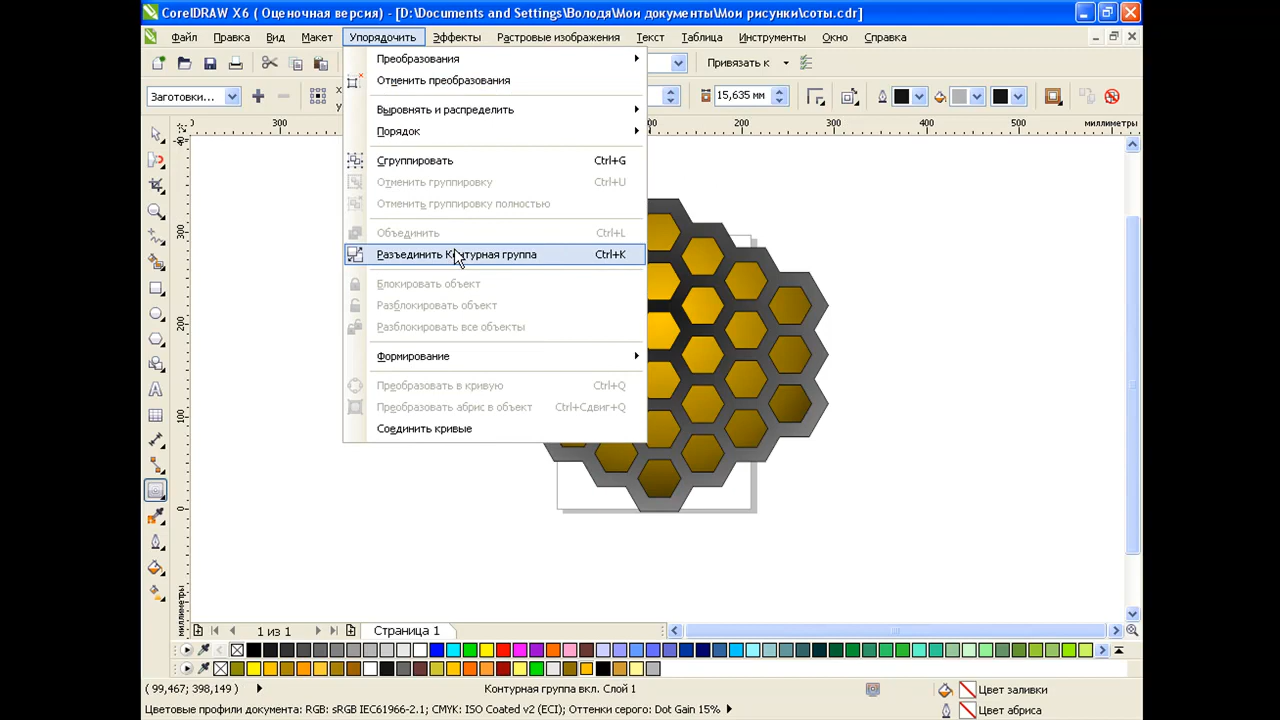 CorelDRAW X6 ( Оценочная версия) - [D:\Documents and Settings\Володя\Мои документы\Мои рисунки\соты.cdr]
Файл Правка Вид Макет Упорядочить Эффекты Растровые изображения Текст Таблица Инструменты Окно Справка
Привязать к
Заготовки... x y 15,635 мм
300 100 200 300 400 500 миллиметры
Преобразования
Отменить преобразования
Выровнять и распределить
Порядок
Сгруппировать Ctrl+G
Отменить группировку Ctrl+U
Отменить группировку полностью
Объединить Ctrl+L
Разъединить Контурная группа Ctrl+K
Блокировать объект
Разблокировать объект
Разблокировать все объекты
Формирование
Преобразовать в кривую Ctrl+Q
Преобразовать абрис в объект Ctrl+Сдвиг+Q
Соединить кривые
300
200
100
0
миллиметры
1 из 1 Страница 1
( 99,467; 398,149 ) Контурная группа вкл. Слой 1 Цвет заливки
Цветовые профили документа: RGB: sRGB IEC61966-2.1; CMYK: ISO Coated v2 (ECI); Оттенки серого: Dot Gain 15% Цвет абриса